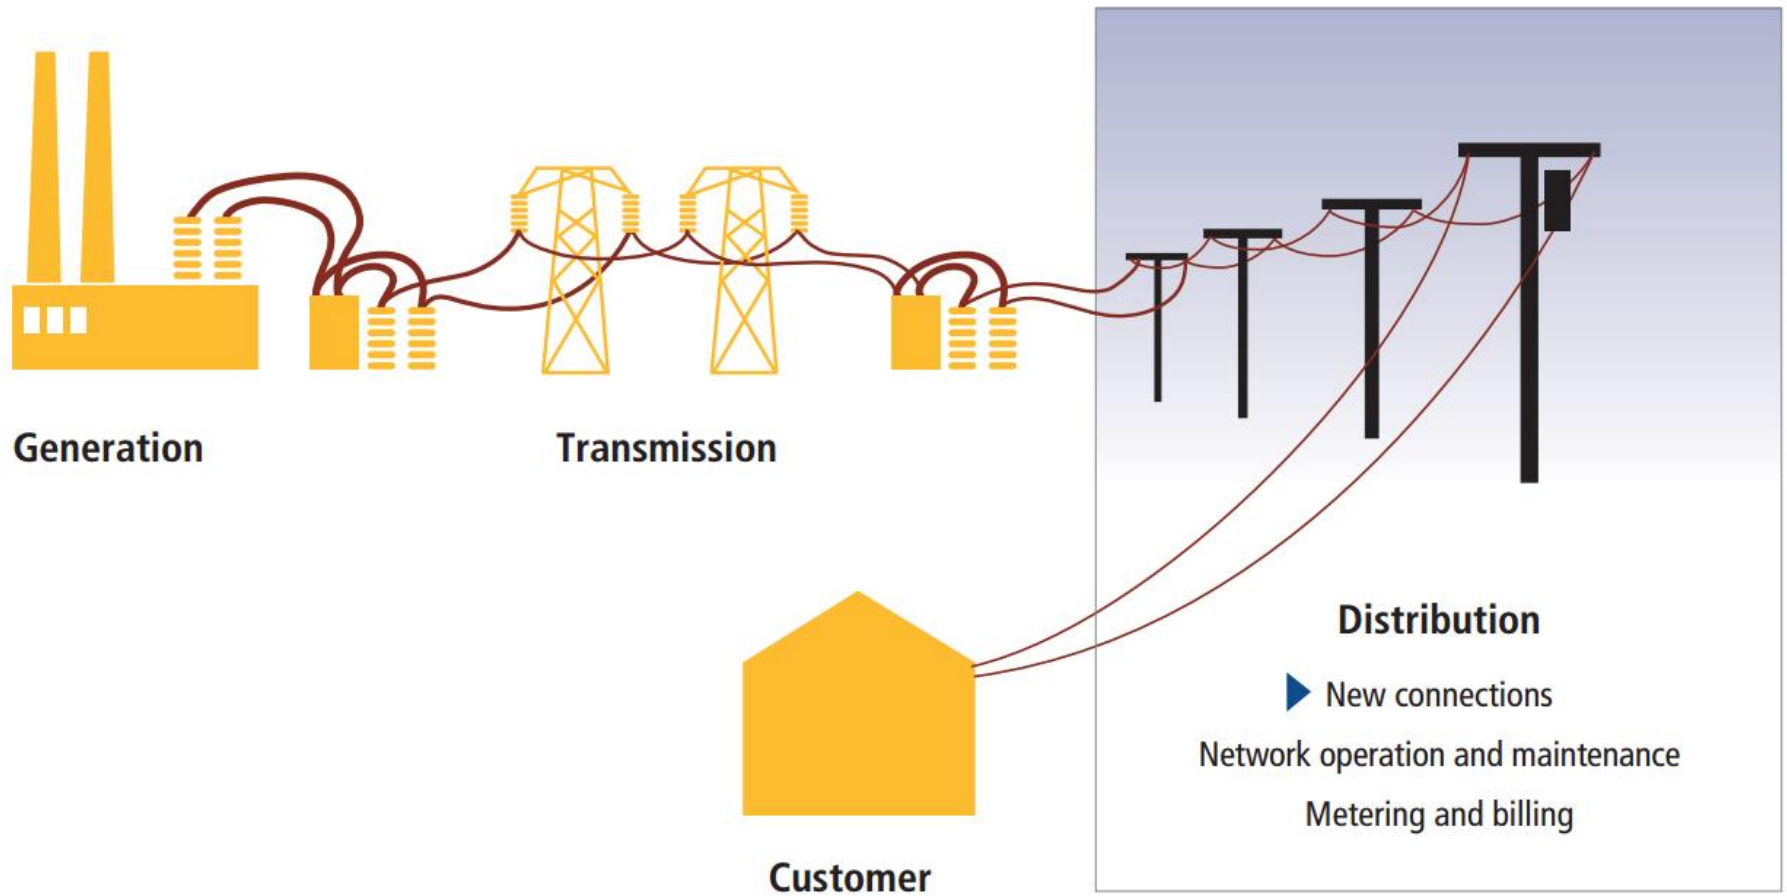 Generation
Transmission
Distribution
New connections
Network operation and maintenance
Metering and billing
Customer